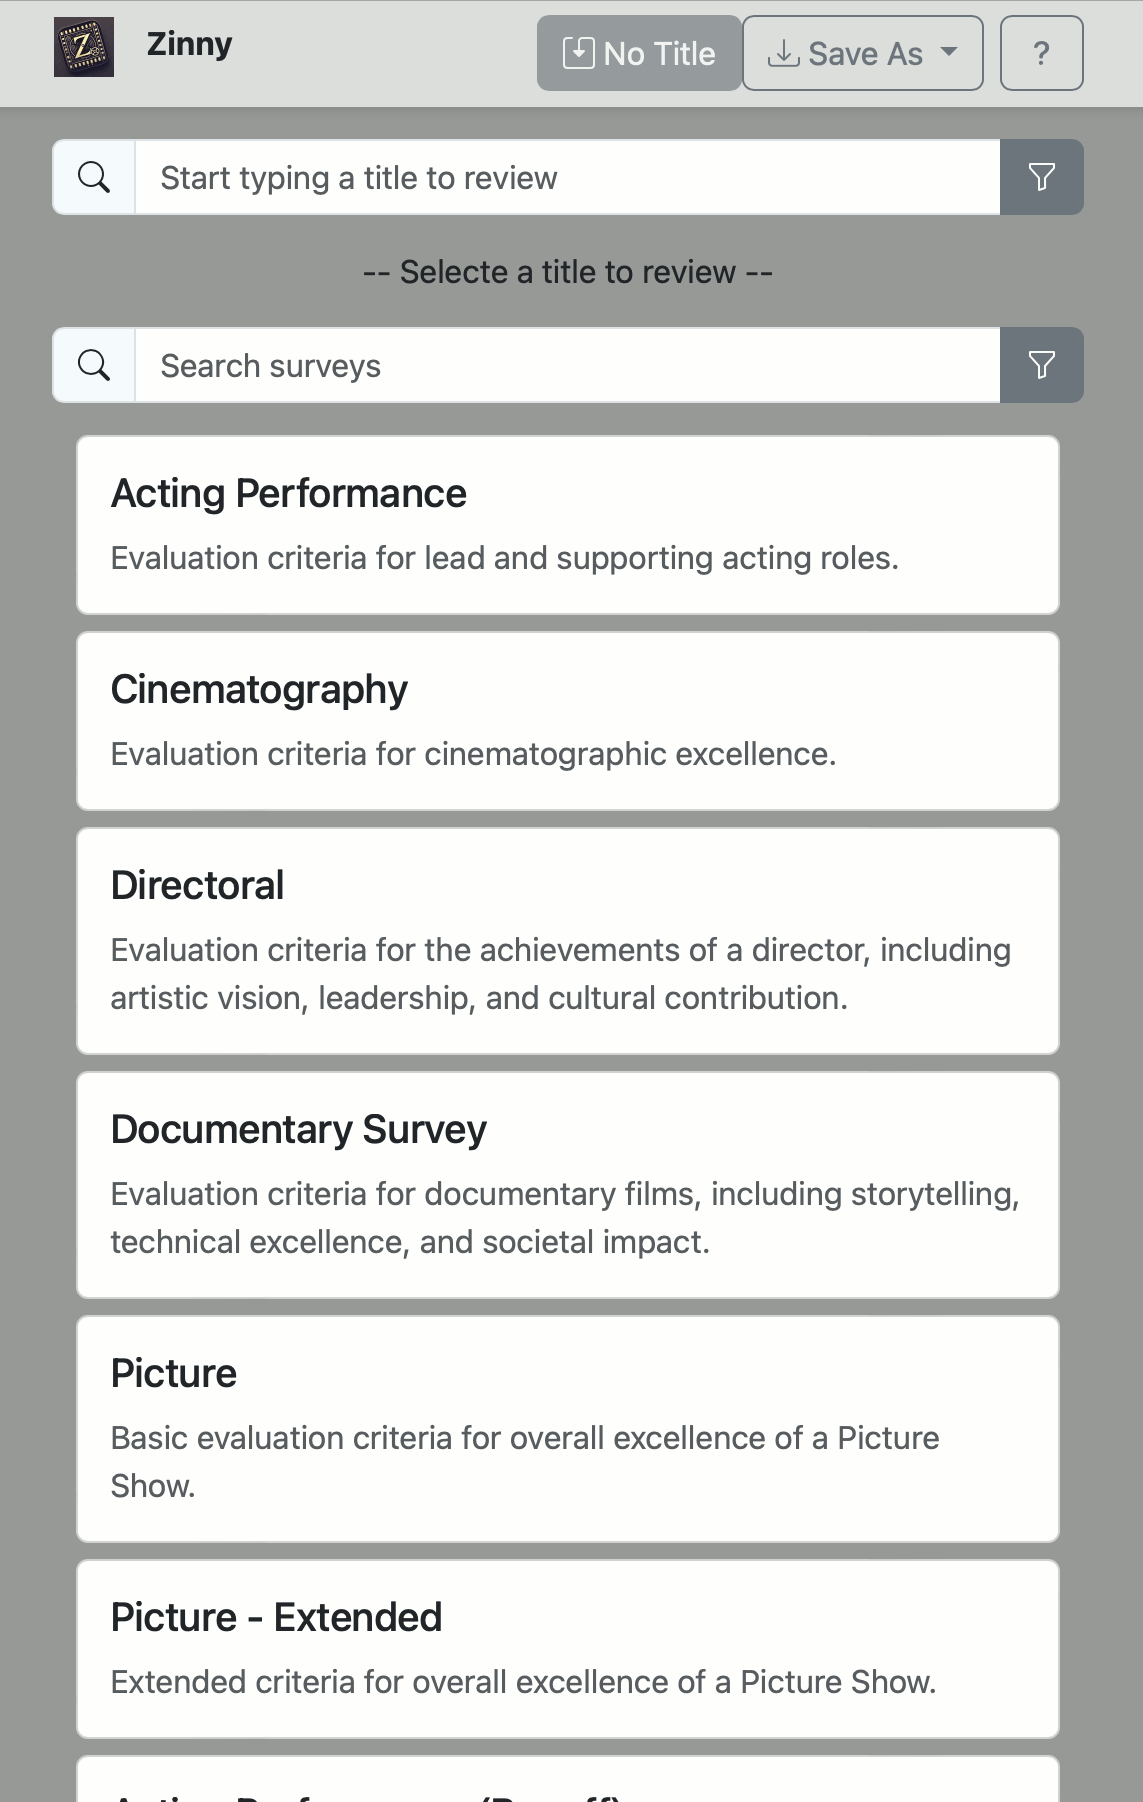 Z
Zinny
No Title
Save As
?
Start typing a title to review
-- Selecte a title to review --
Search surveys
Acting Performance
Evaluation criteria for lead and supporting acting roles.
Cinematography
Evaluation criteria for cinematographic excellence.
Directoral
Evaluation criteria for the achievements of a director, including
artistic vision, leadership, and cultural contribution.
Documentary Survey
Evaluation criteria for documentary films, including storytelling,
technical excellence, and societal impact.
Picture
Basic evaluation criteria for overall excellence of a Picture
Show.
Picture - Extended
Extended criteria for overall excellence of a Picture Show.